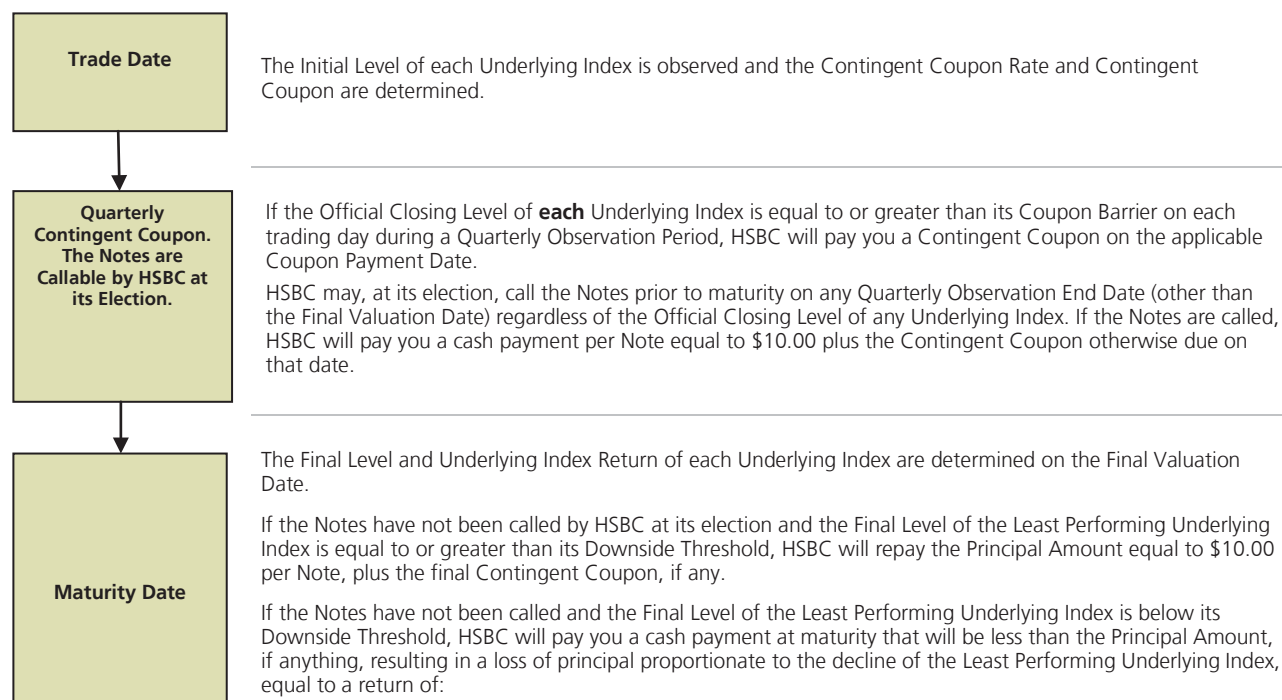 Trade Date
The Initial Level of each Underlying Index is observed and the Contingent Coupon Rate and Contingent
Coupon are determined.
Quarterly
Contingent Coupon.
The Notes are
Callable by HSBC at
its Election.
If the Official Closing Level of each Underlying Index is equal to or greater than its Coupon Barrier on each
trading day during a Quarterly Observation Period, HSBC will pay you a Contingent Coupon on the applicable
Coupon Payment Date.
HSBC may, at its election, call the Notes prior to maturity on any Quarterly Observation End Date (other than
the Final Valuation Date) regardless of the Official Closing Level of any Underlying Index. If the Notes are called,
HSBC will pay you a cash payment per Note equal to $10.00 plus the Contingent Coupon otherwise due on
that date.
Maturity Date
The Final Level and Underlying Index Return of each Underlying Index are determined on the Final Valuation
Date.
If the Notes have not been called by HSBC at its election and the Final Level of the Least Performing Underlying
Index is equal to or greater than its Downside Threshold, HSBC will repay the Principal Amount equal to $10.00
per Note, plus the final Contingent Coupon, if any.
If the Notes have not been called and the Final Level of the Least Performing Underlying Index is below its
Downside Threshold, HSBC will pay you a cash payment at maturity that will be less than the Principal Amount,
if anything, resulting in a loss of principal proportionate to the decline of the Least Performing Underlying Index,
equal to a return of: